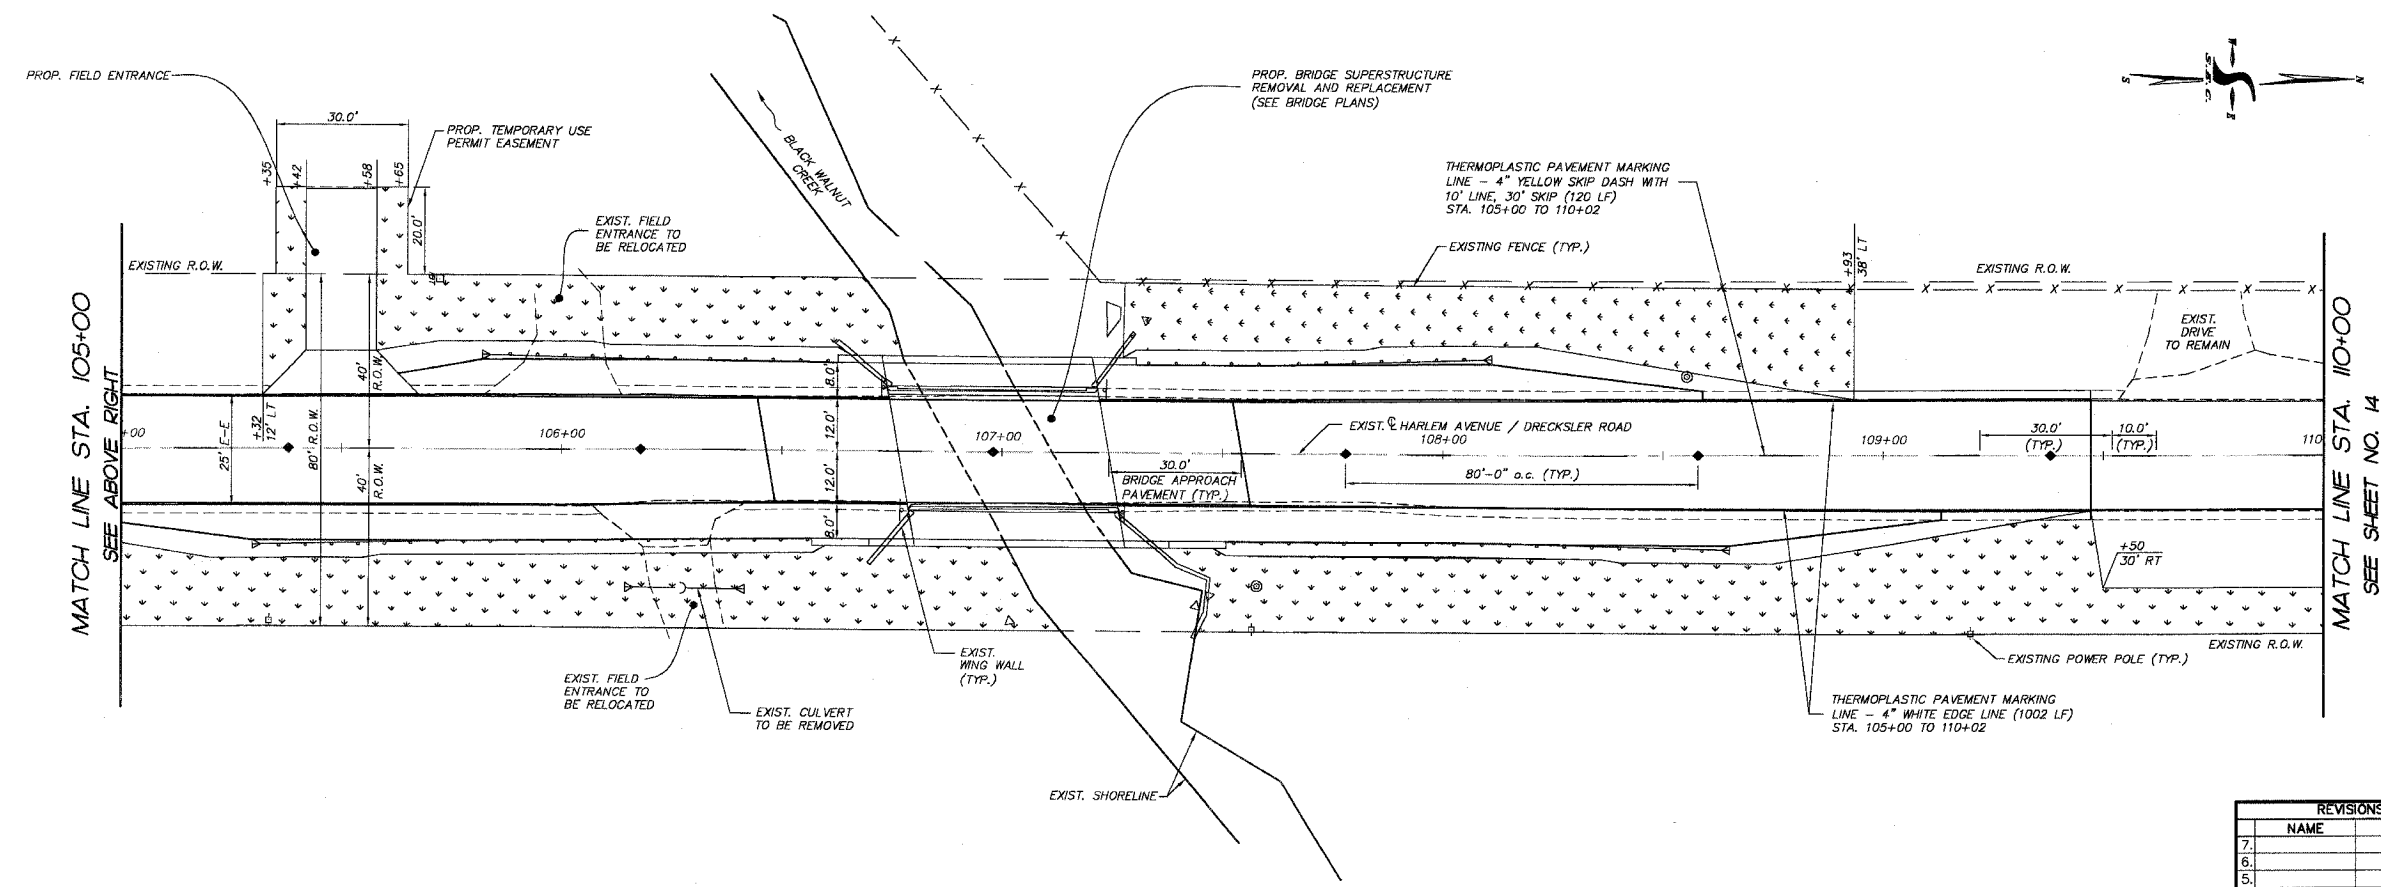 PROP. FIELD ENTRANCE
30.0'
PROP. TEMPORARY USE
PERMIT EASEMENT
+35
+42
+58
+65
20.0'
EXIST. FIELD
ENTRANCE TO
BE RELOCATED
BLACK WALNUT
CREEK
PROP. BRIDGE SUPERSTRUCTURE
REMOVAL AND REPLACEMENT
(SEE BRIDGE PLANS)
THERMOPLASTIC PAVEMENT MARKING
LINE - 4" YELLOW SKIP DASH WITH
10' LINE, 30' SKIP (120 LF)
STA. 105+00 TO 110+02
EXISTING FENCE (TYP.)
+93
38' LT
N
S
E
EXISTING R.O.W.
EXISTING R.O.W.
EXIST.
DRIVE
TO REMAIN
MATCH LINE STA. 105+00
SEE ABOVE RIGHT
+00
25' E-E
+32
12' LT
80' R.O.W.
40'
R.O.W.
40'
R.O.W.
106+00
8.0'
12.0'
12.0'
8.0'
107+00
30.0'
BRIDGE APPROACH
PAVEMENT (TYP.)
EXIST. ℄ HARLEM AVENUE / DRECKSLER ROAD
108+00
80'-0" o.c. (TYP.)
109+00
30.0'
(TYP.)
10.0'
(TYP.)
110
MATCH LINE STA. 110+00
SEE SHEET NO. 14
+50
30' RT
EXISTING R.O.W.
EXISTING POWER POLE (TYP.)
EXIST.
WING WALL
(TYP.)
EXIST. FIELD
ENTRANCE TO
BE RELOCATED
EXIST. CULVERT
TO BE REMOVED
THERMOPLASTIC PAVEMENT MARKING
LINE - 4" WHITE EDGE LINE (1002 LF)
STA. 105+00 TO 110+02
EXIST. SHORELINE
REVISIONS
NAME
7.
6.
5.